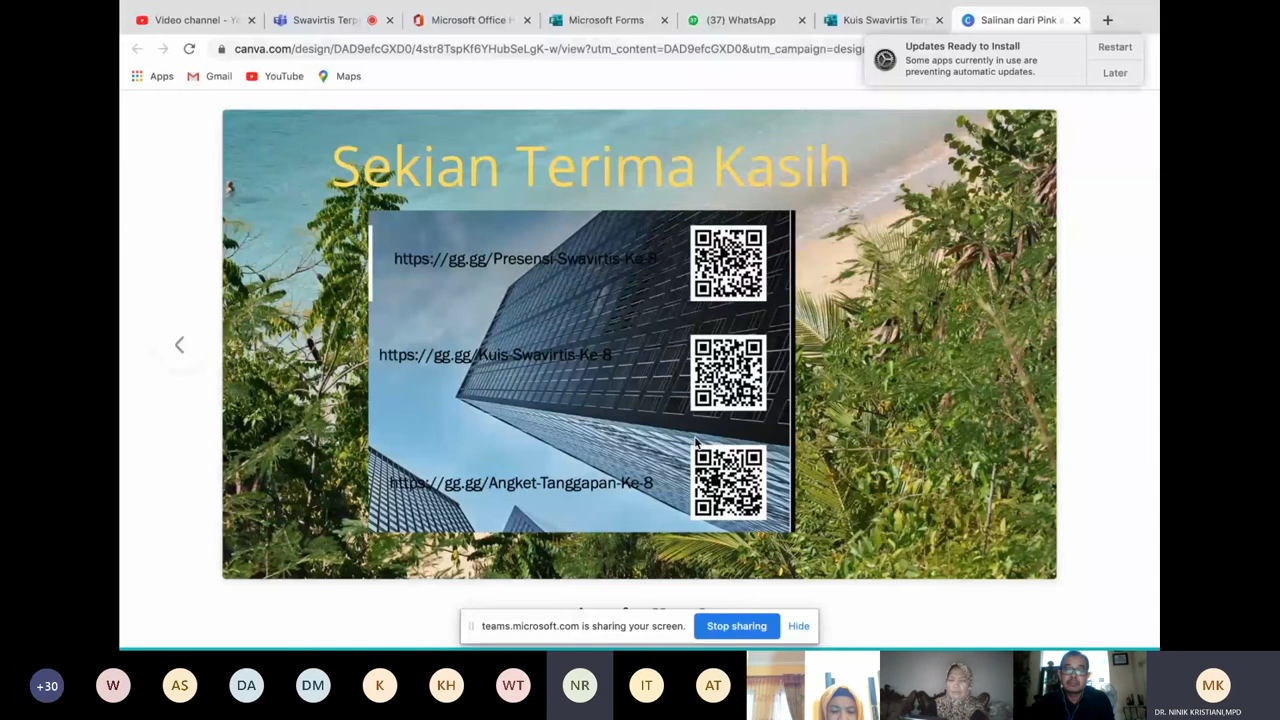 Video channel - Y
Swavirtis Ter
Microsoft Office H
Microsoft Forms
(37) WhatsApp
Kuis Swavirtis Ter
Salinan dari Pink a
canva.com/design/DAD9efcGXD0/4str8TspKf6YHubSeLgK-w/view?utm_content=DAD9efcGXD0&utm_campaign=desig
Updates Ready to Install
Some apps currently in use are
preventing automatic updates.
Restart
Later
Apps
Gmail
YouTube
Maps
Sekian Terima Kasih
https://gg.gg/Presensi-Swavirtis-Ke-8
https://gg.gg/Kuis-Swavirtis-Ke-8
https://gg.gg/Angket-Tanggapan-Ke-8
teams.microsoft.com is sharing your screen.
Stop sharing
Hide
+30
W
AS
DA
DM
K
KH
WT
NR
IT
AT
MK
DR. NINIK KRISTIANI,MPD